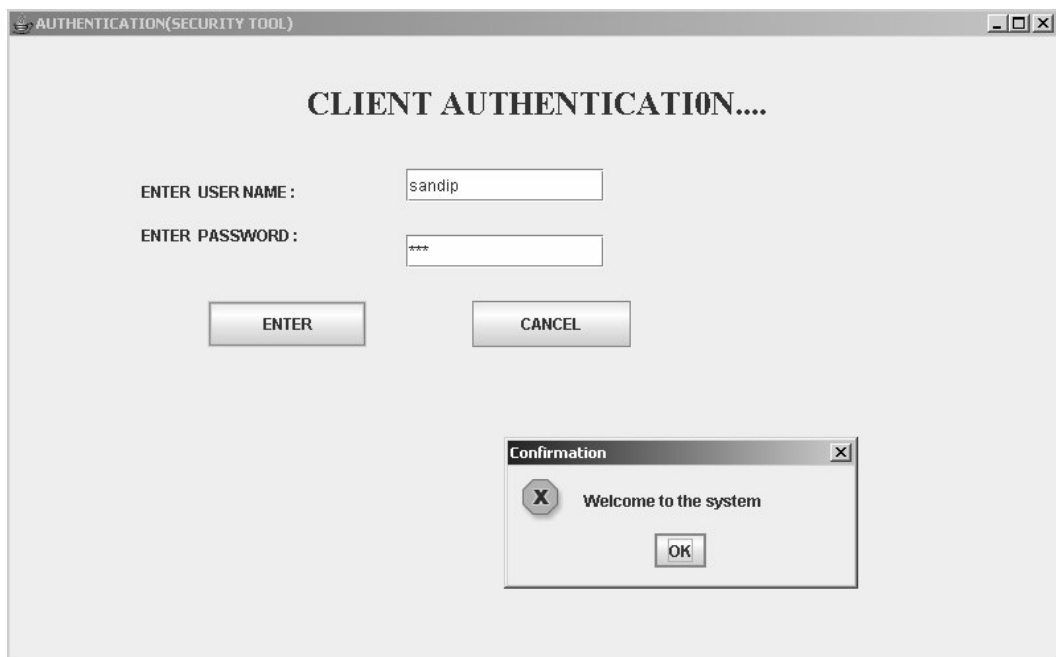 AUTHENTICATION(SECURITY TOOL)
CLIENT AUTHENTICATI0N....
ENTER USER NAME :
sandip
ENTER PASSWORD :
***
ENTER
CANCEL
Confirmation
X
Welcome to the system
OK